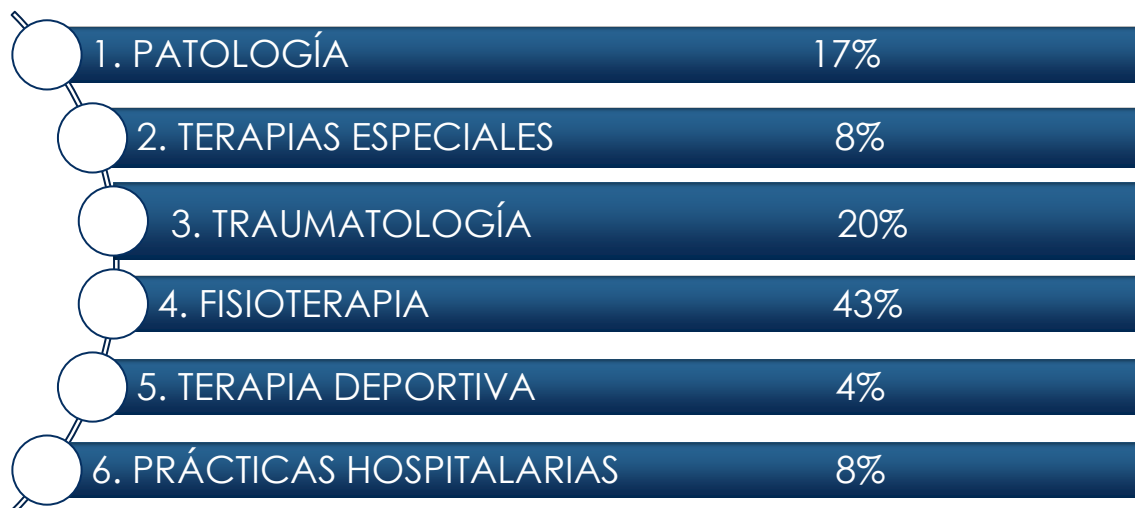 1. PATOLOGÍA 17%
2. TERAPIAS ESPECIALES 8%
3. TRAUMATOLOGÍA 20%
4. FISIOTERAPIA 43%
5. TERAPIA DEPORTIVA 4%
6. PRÁCTICAS HOSPITALARIAS 8%